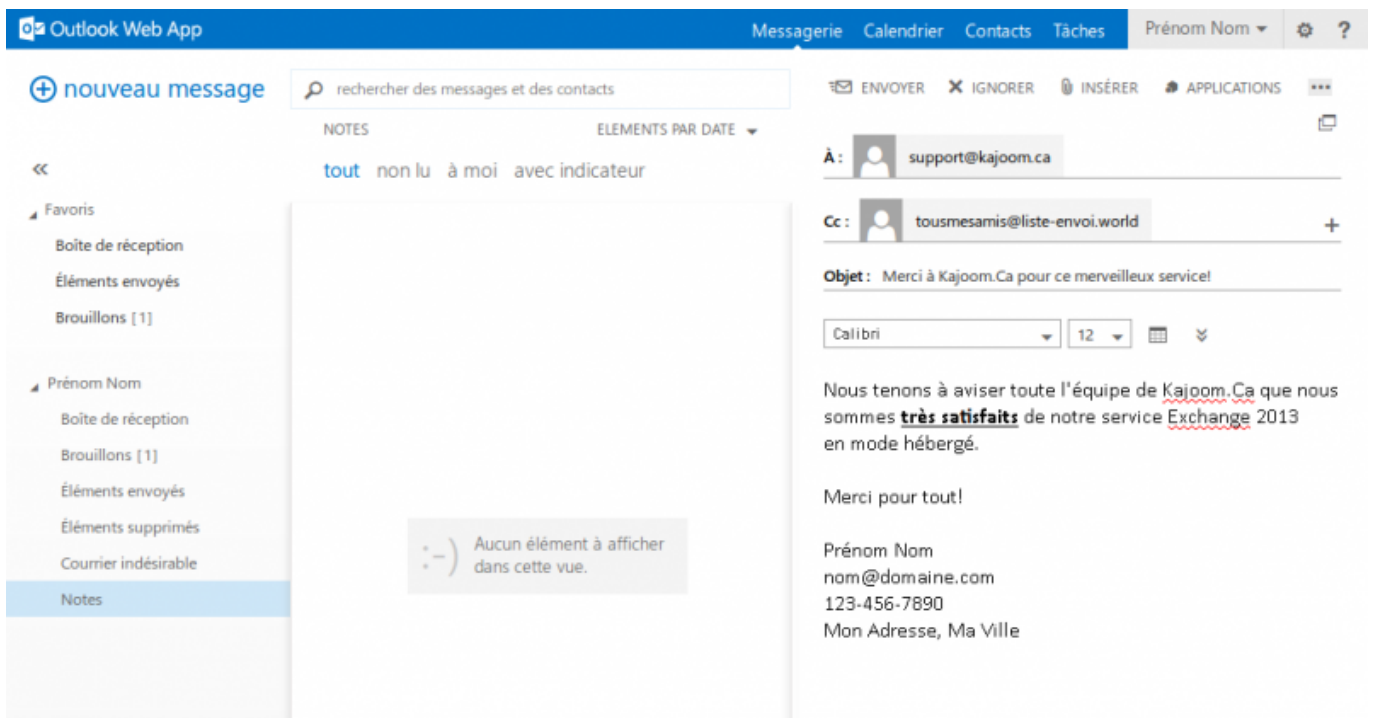 Outlook Web App
Messagerie Calendrier Contacts Tâches Prénom Nom ?
nouveau message
rechercher des messages et des contacts
NOTES ELEMENTS PAR DATE
tout non lu à moi avec indicateur
«
Favoris
Boîte de réception
Éléments envoyés
Brouillons [1]
Prénom Nom
Boîte de réception
Brouillons [1]
Éléments envoyés
Éléments supprimés
Courrier indésirable
Notes
:-) Aucun élément à afficher
dans cette vue.
ENVOYER IGNORER INSÉRER APPLICATIONS ...
À : support@kajoom.ca
Cc : tousmesamis@liste-envoi.world +
Objet : Merci à Kajoom.Ca pour ce merveilleux service!
Calibri 12
Nous tenons à aviser toute l'équipe de Kajoom.Ca que nous
sommes très satisfaits de notre service Exchange 2013
en mode hébergé.
Merci pour tout!
Prénom Nom
nom@domaine.com
123-456-7890
Mon Adresse, Ma Ville